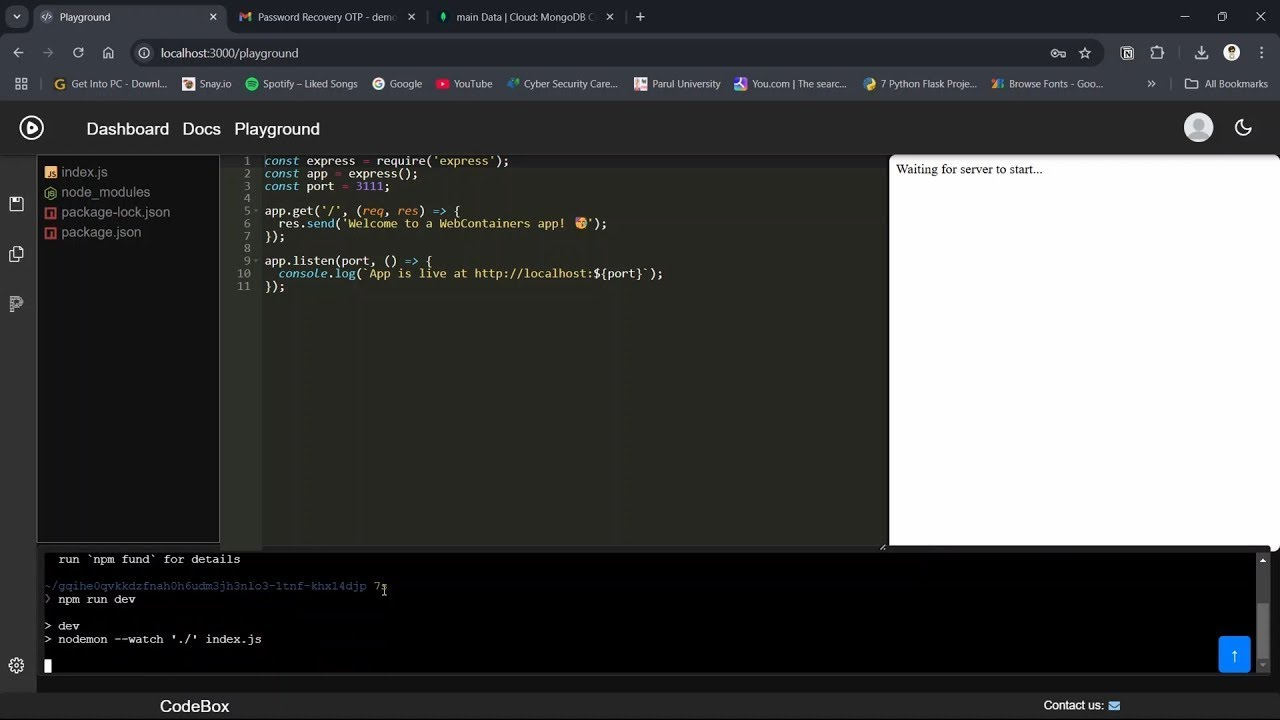 Playground
Password Recovery OTP - demo
main Data | Cloud: MongoDB C
localhost:3000/playground
Get Into PC - Downl...
Snay.io
Spotify – Liked Songs
Google
YouTube
Cyber Security Care...
Parul University
You.com | The searc...
7 Python Flask Proje...
Browse Fonts - Goo...
All Bookmarks
Dashboard
Docs
Playground
index.js
node_modules
package-lock.json
package.json
1 const express = require('express');
2 const app = express();
3 const port = 3111;
4
5 app.get('/', (req, res) => {
6 res.send('Welcome to a WebContainers app! 🥳');
7 });
8
9 app.listen(port, () => {
10 console.log(`App is live at http://localhost:${port}`);
11 });
Waiting for server to start...
run `npm fund` for details
❯ npm run dev
> dev
> nodemon --watch './' index.js
↑
CodeBox
Contact us: